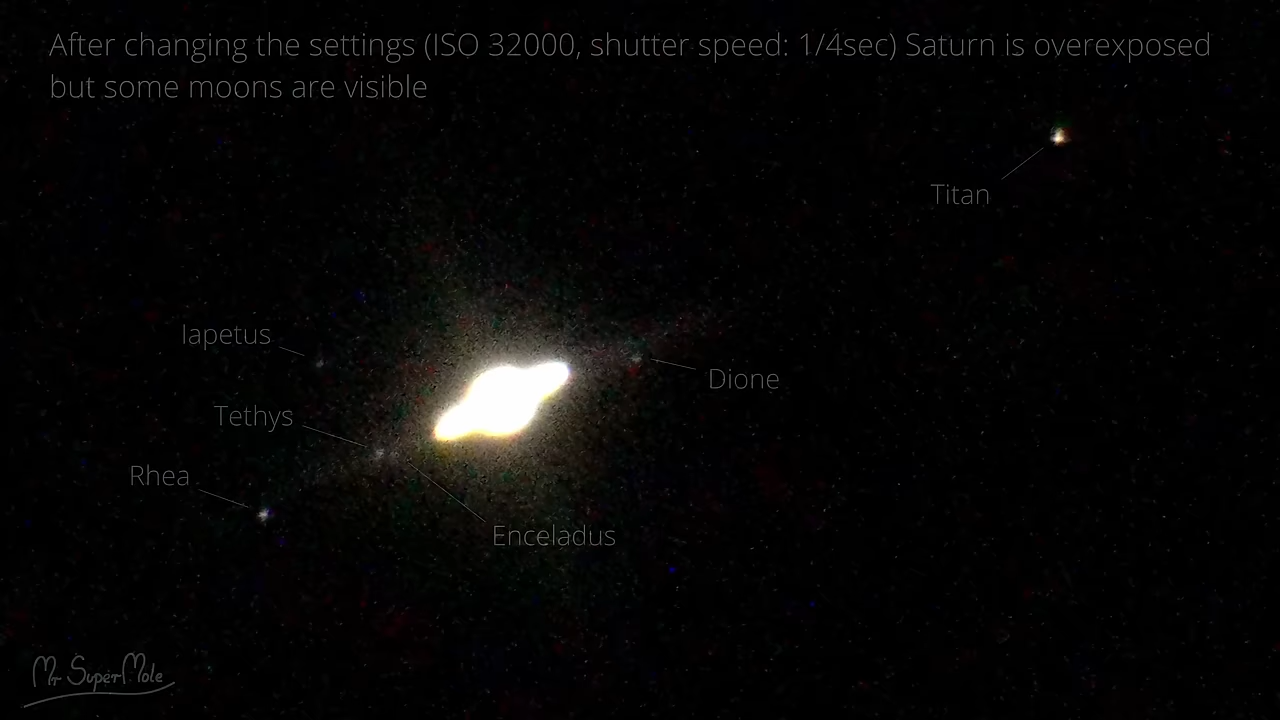 After changing the settings (ISO 32000, shutter speed: 1/4sec) Saturn is overexposed
but some moons are visible
Titan
Iapetus
Dione
Tethys
Rhea
Enceladus
Mr SuperMole